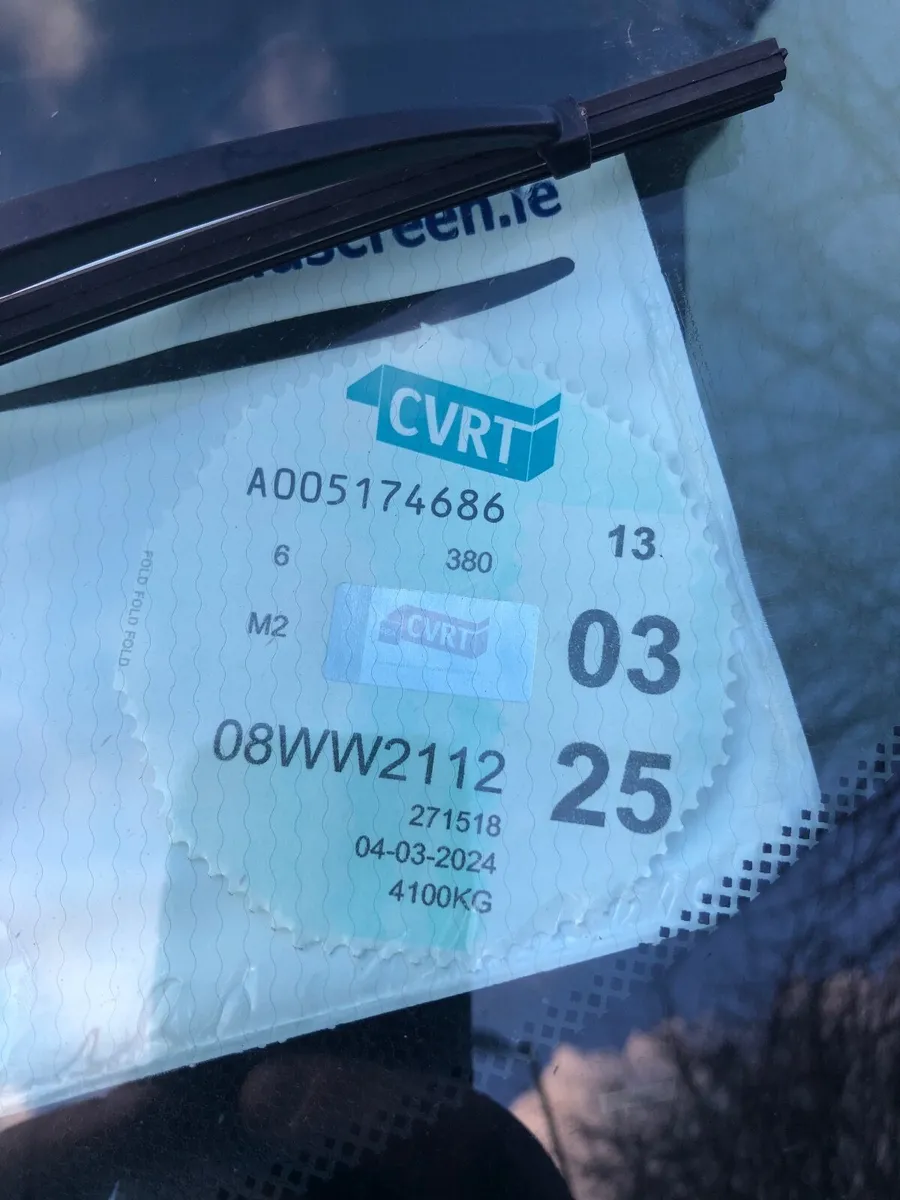 CVRT
A005174686
13
6 380
M2 CVRT 03
08WW2112 25
271518
04-03-2024
4100KG
FOLD FOLD FOLD